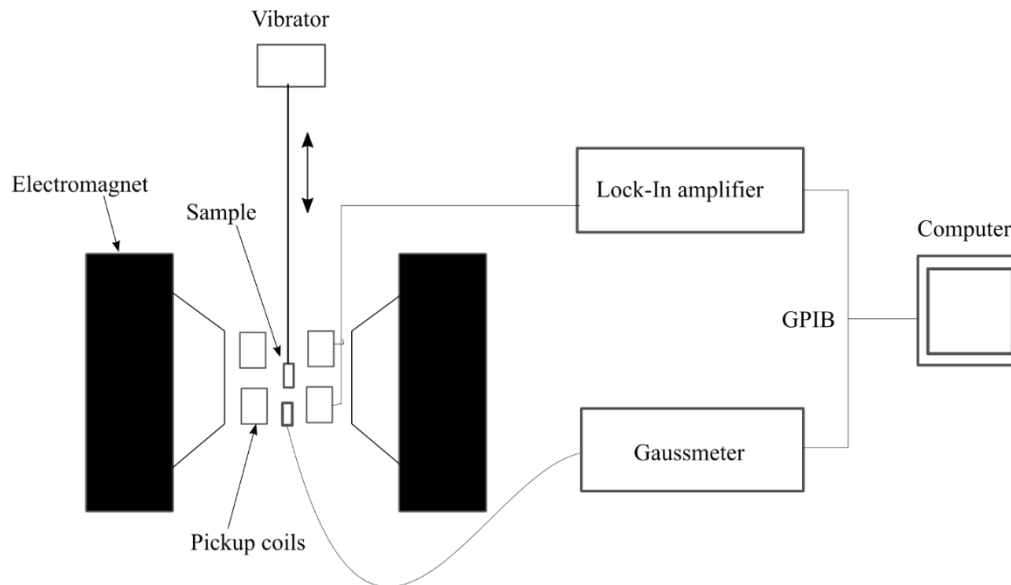 Vibrator
Electromagnet
Sample
Lock-In amplifier
Computer
GPIB
Gaussmeter
Pickup coils